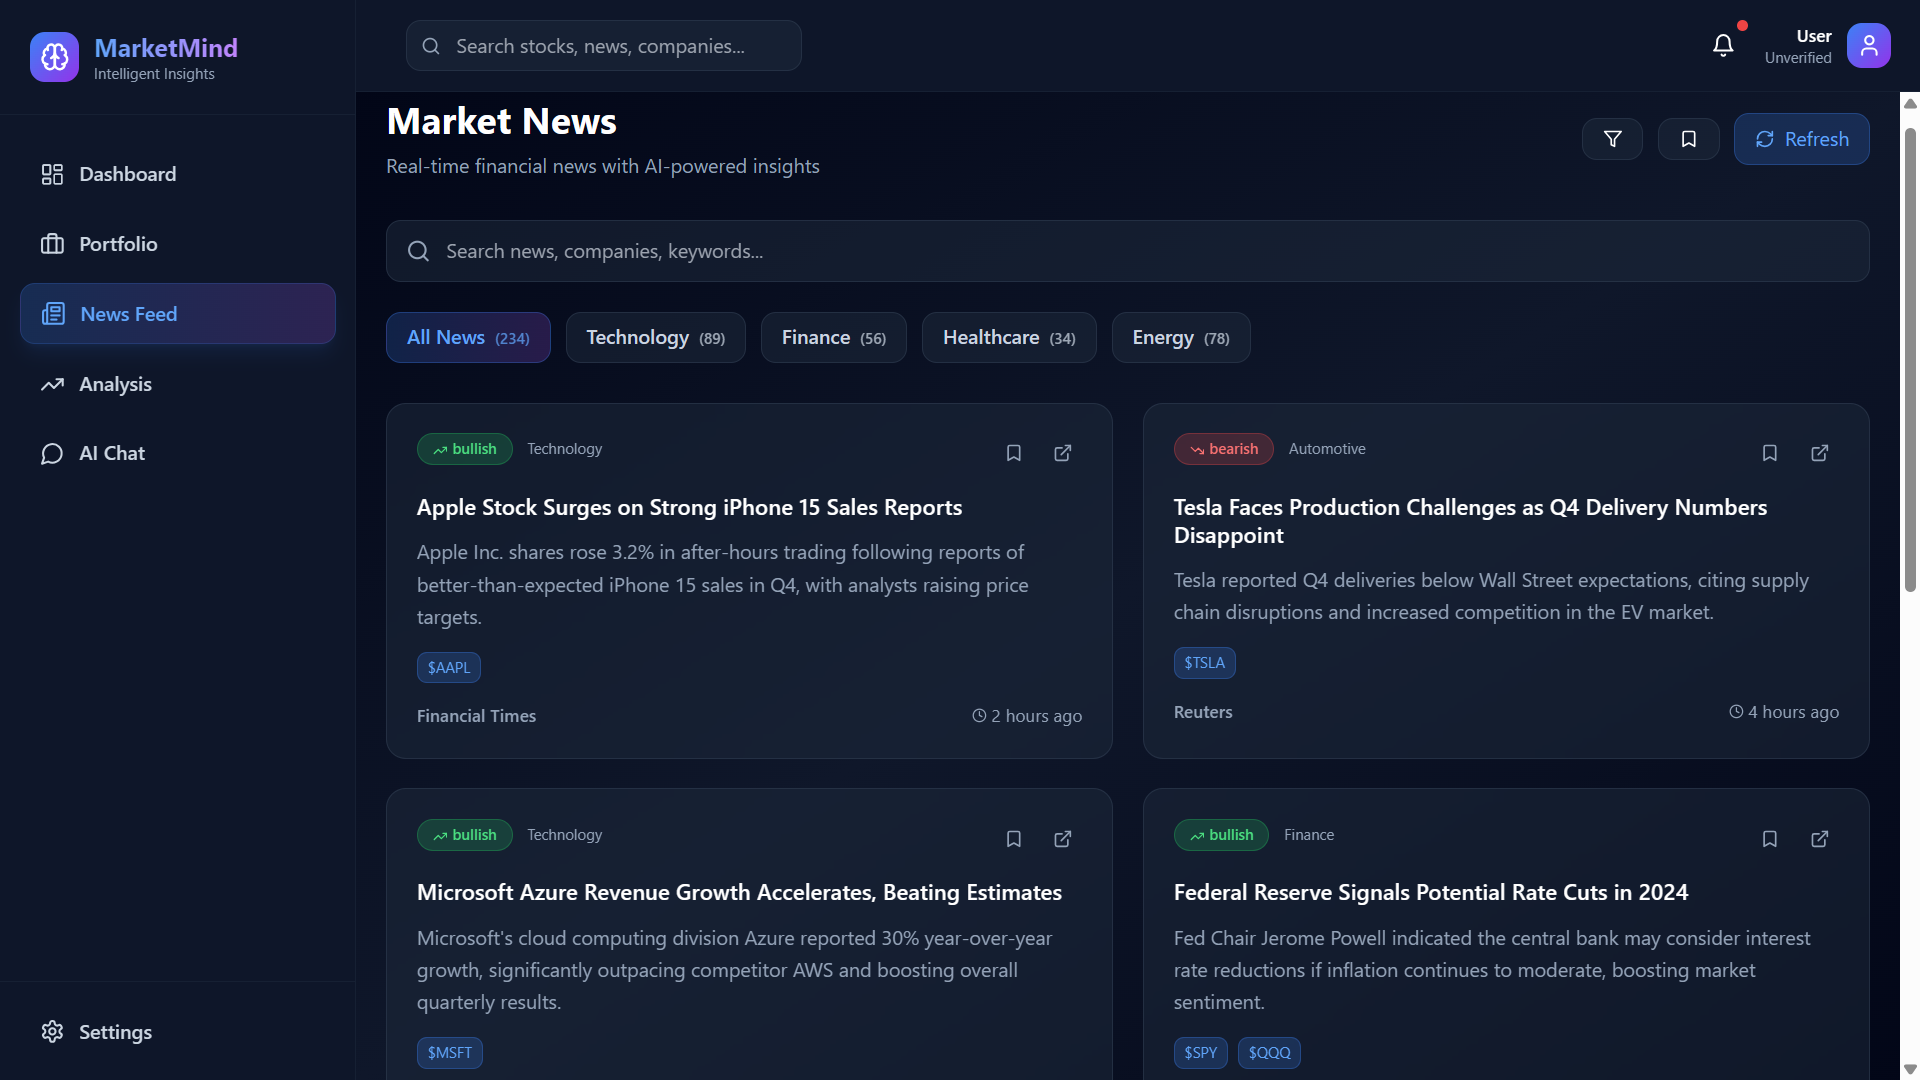 MarketMind
Intelligent Insights
Search stocks, news, companies...
User
Unverified
Dashboard
Portfolio
News Feed
Analysis
AI Chat
Settings
Market News
Real-time financial news with AI-powered insights
Refresh
Search news, companies, keywords...
All News (234)
Technology (89)
Finance (56)
Healthcare (34)
Energy (78)
bullish Technology
Apple Stock Surges on Strong iPhone 15 Sales Reports
Apple Inc. shares rose 3.2% in after-hours trading following reports of
better-than-expected iPhone 15 sales in Q4, with analysts raising price
targets.
$AAPL
Financial Times
2 hours ago
bearish Automotive
Tesla Faces Production Challenges as Q4 Delivery Numbers
Disappoint
Tesla reported Q4 deliveries below Wall Street expectations, citing supply
chain disruptions and increased competition in the EV market.
$TSLA
Reuters
4 hours ago
bullish Technology
Microsoft Azure Revenue Growth Accelerates, Beating Estimates
Microsoft's cloud computing division Azure reported 30% year-over-year
growth, significantly outpacing competitor AWS and boosting overall
quarterly results.
$MSFT
bullish Finance
Federal Reserve Signals Potential Rate Cuts in 2024
Fed Chair Jerome Powell indicated the central bank may consider interest
rate reductions if inflation continues to moderate, boosting market
sentiment.
$SPY $QQQ